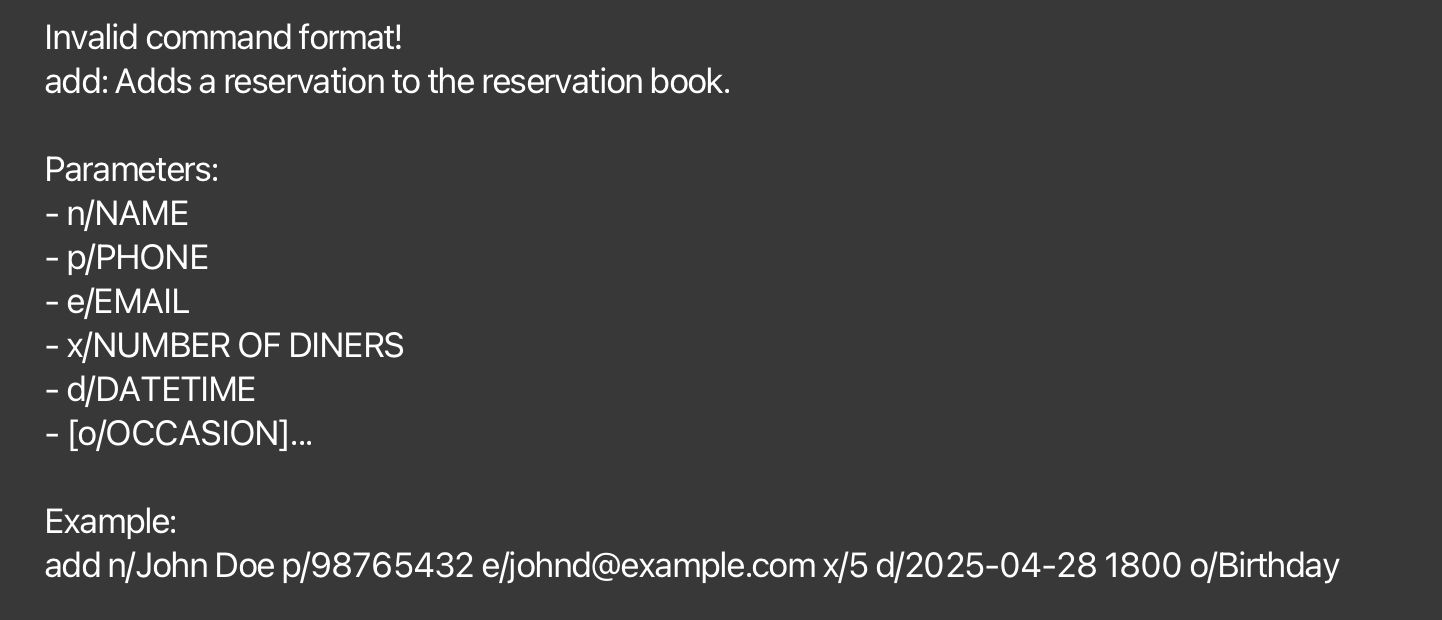 Invalid command format!
add: Adds a reservation to the reservation book.
Parameters:
- n/NAME
- p/PHONE
- e/EMAIL
- x/NUMBER OF DINERS
- d/DATETIME
- [o/OCCASION]...
Example:
add n/John Doe p/98765432 e/johnd@example.com x/5 d/2025-04-28 1800 o/Birthday